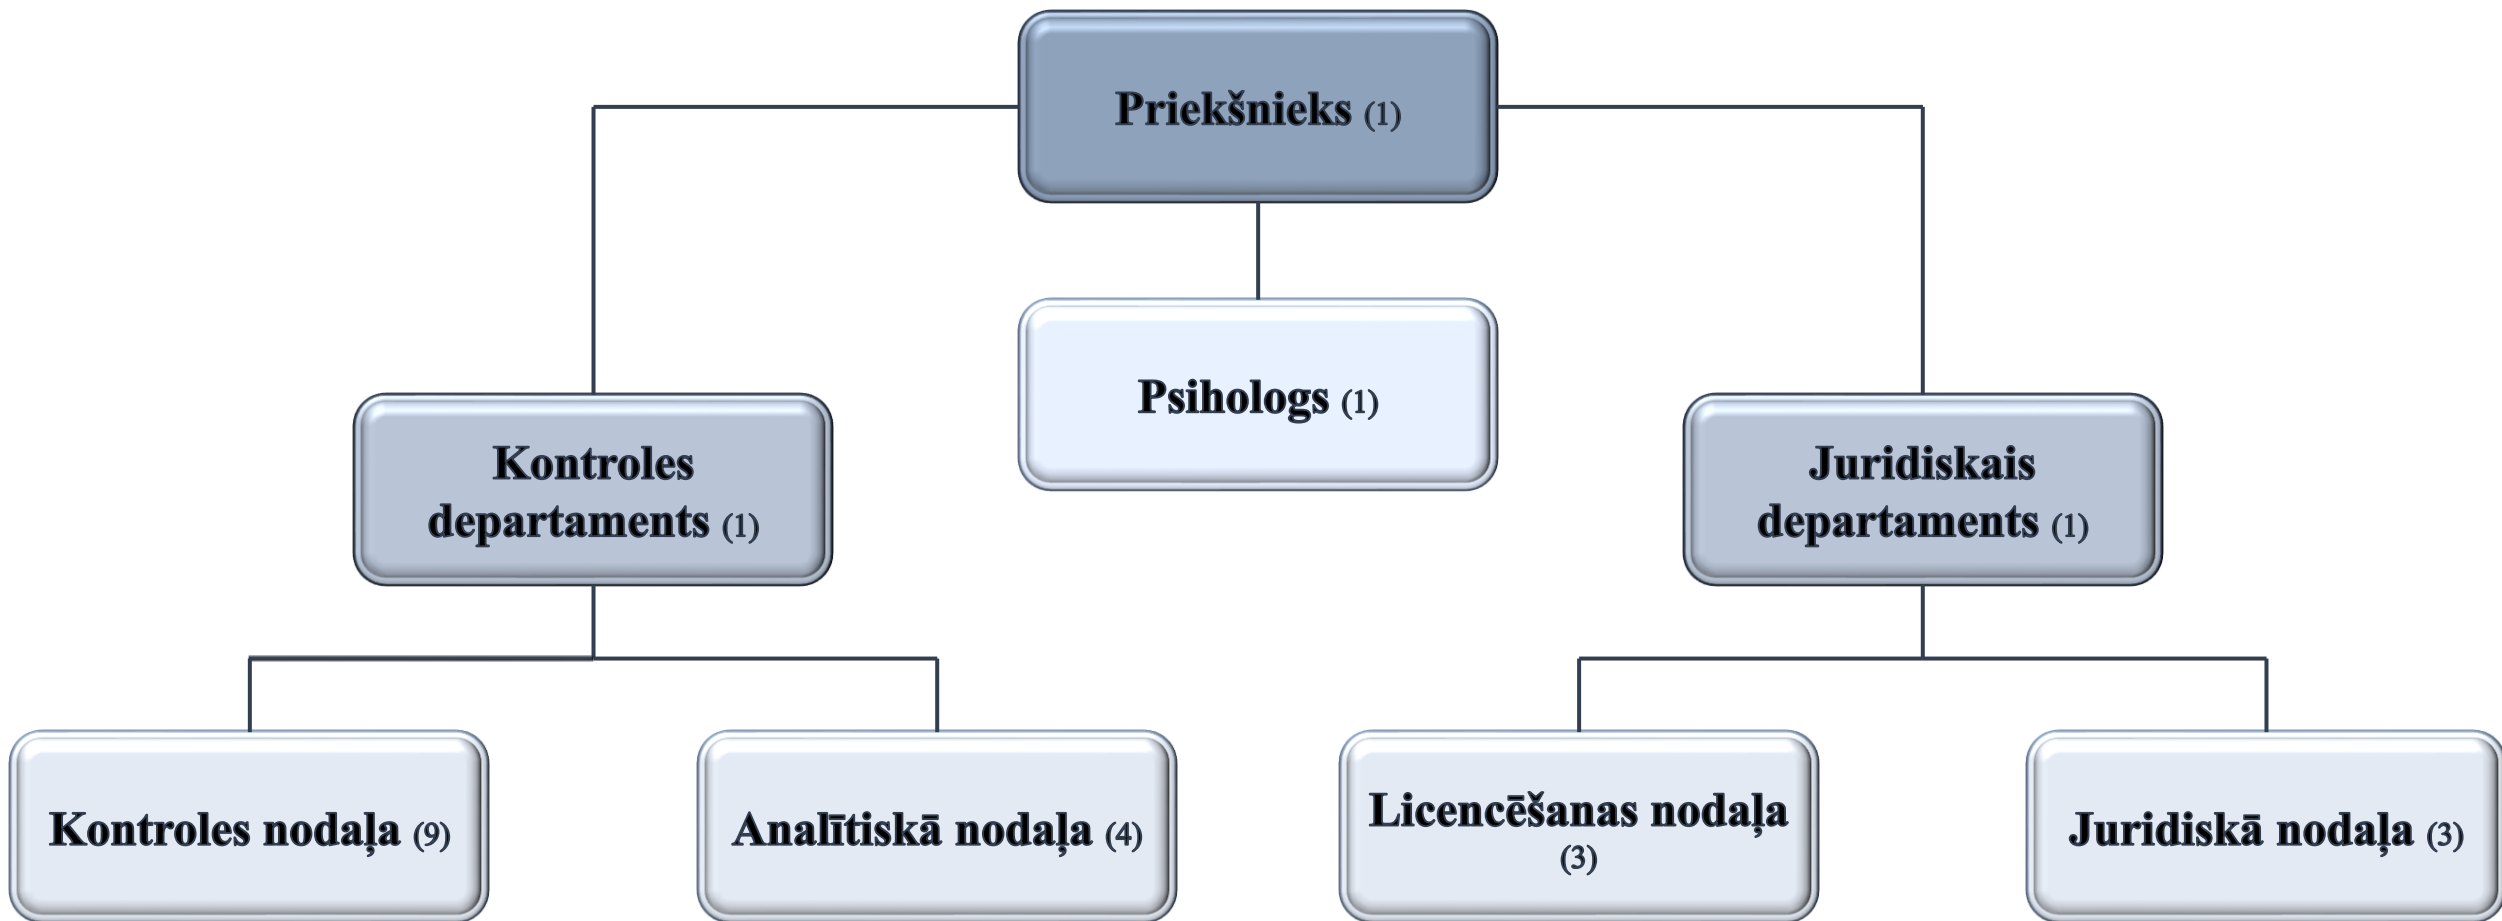 Priekšnieks (1)
Psihologs (1)
Kontroles
departaments (1)
Juridiskais
departaments (1)
Kontroles nodaļa (9)
Analītiskā nodaļa (4)
Licencēšanas nodaļa
(3)
Juridiskā nodaļa (3)